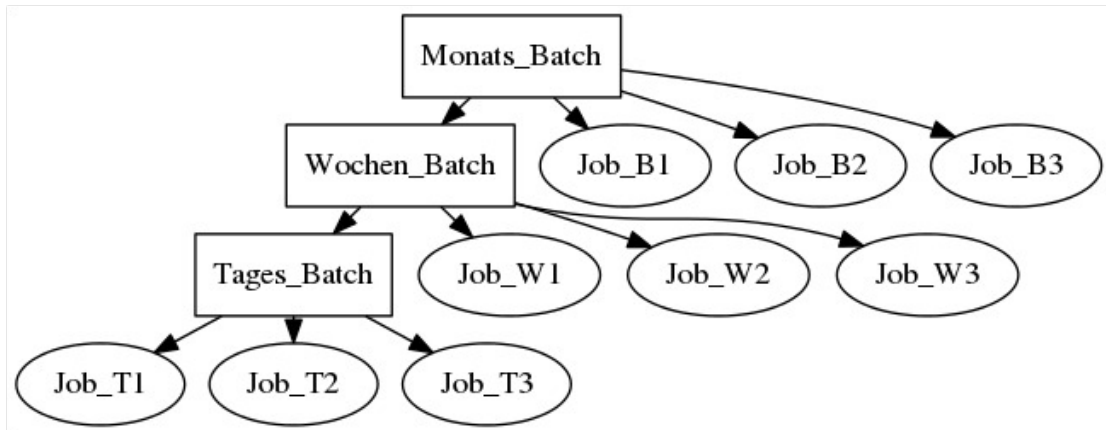 Monats_Batch
Wochen_Batch
Job_B1
Job_B2
Job_B3
Tages_Batch
Job_W1
Job_W2
Job_W3
Job_T1
Job_T2
Job_T3